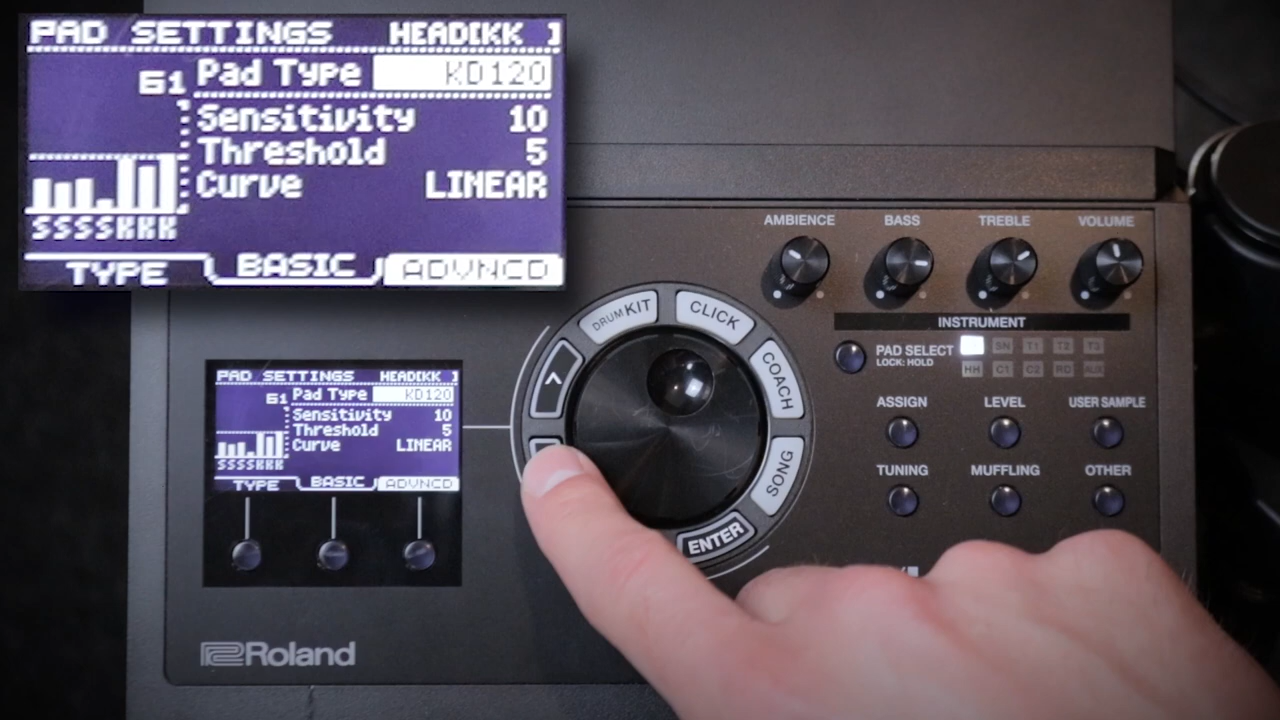 PAD SETTINGS HEAD[KK ]
61 Pad Type KD120
Sensitivity 10
Threshold 5
Curve LINEAR
SSSSKKK
TYPE BASIC ADVNCD
AMBIENCE BASS TREBLE VOLUME
INSTRUMENT
PAD SELECT
LOCK: HOLD
SN T1 T2 T3
HH C1 C2 RD AUX
ASSIGN LEVEL USER SAMPLE
TUNING MUFFLING OTHER
DRUM KIT
CLICK
COACH
SONG
ENTER
PAD SETTINGS HEAD[KK ]
61 Pad Type KD120
Sensitivity 10
Threshold 5
Curve LINEAR
SSSSKKK
TYPE BASIC ADVNCD
Roland